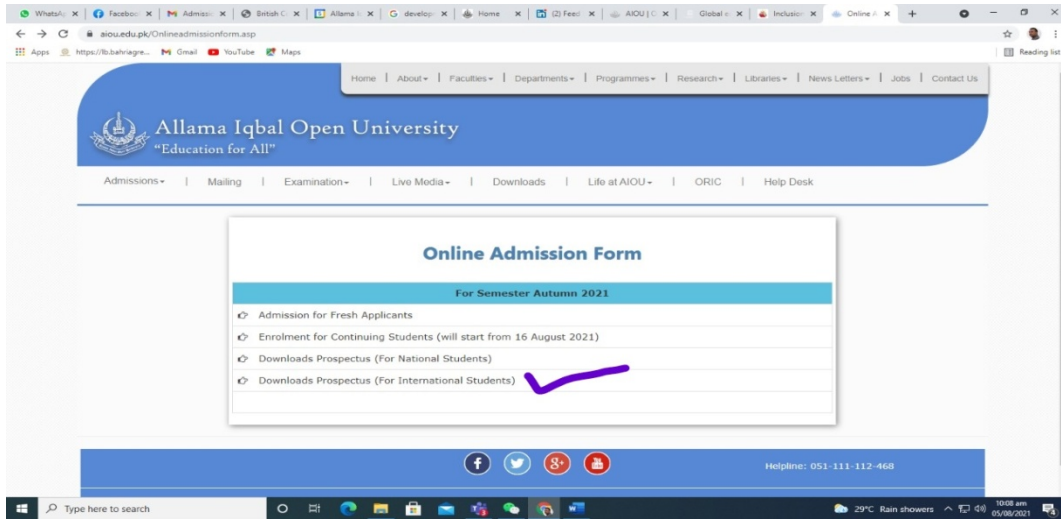 WhatsA Faceboo Admissi British C Allama I G develop Home (2) Feed AIOU | C Global e Inclusion Online A
aiou.edu.pk/Onlineadmissionform.asp
Apps https://lb.bahriagre... Gmail YouTube Maps Reading list
Home | About | Faculties | Departments | Programmes | Research | Libraries | News Letters | Jobs | Contact Us
Allama Iqbal Open University
"Education for All"
Admissions | Mailing | Examination | Live Media | Downloads | Life at AIOU | ORIC | Help Desk
Online Admission Form
For Semester Autumn 2021
Admission for Fresh Applicants
Enrolment for Continuing Students (will start from 16 August 2021)
Downloads Prospectus (For National Students)
Downloads Prospectus (For International Students)
Helpline: 051-111-112-468
Type here to search 29°C Rain showers 10:08 am
05/08/2021